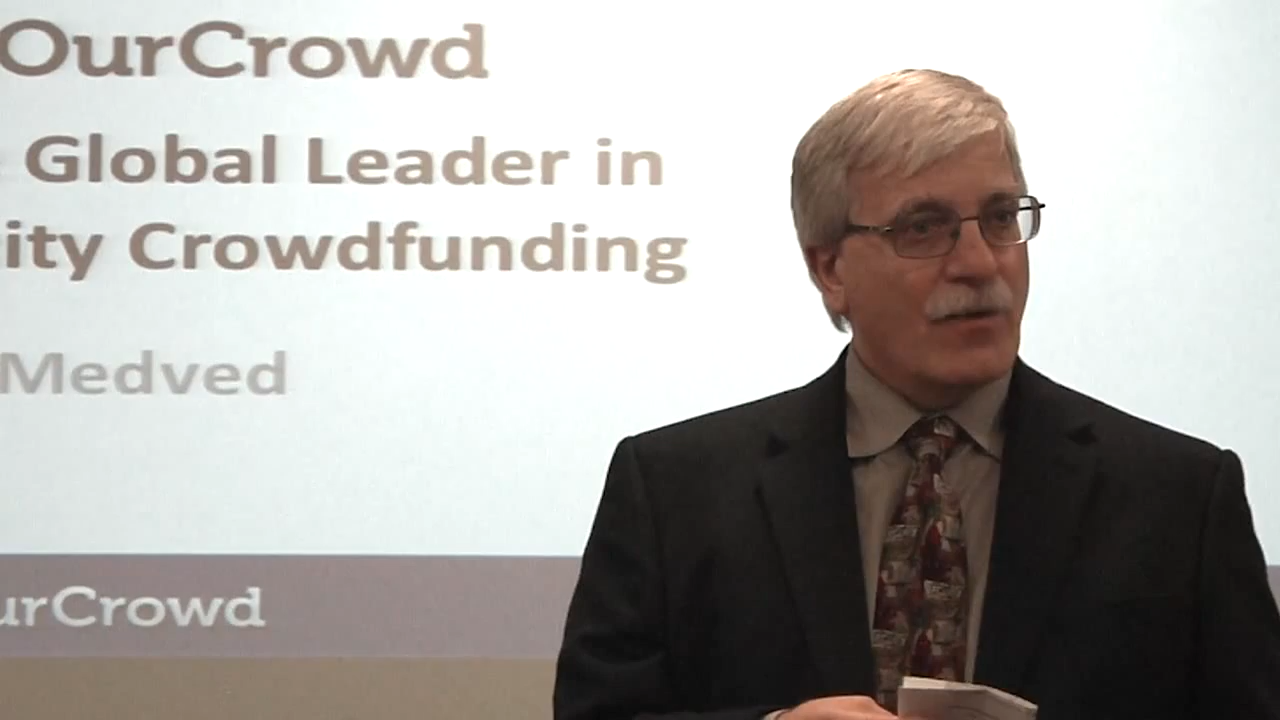 OurCrowd
Global Leader in
ity Crowdfunding
Medved
urCrowd